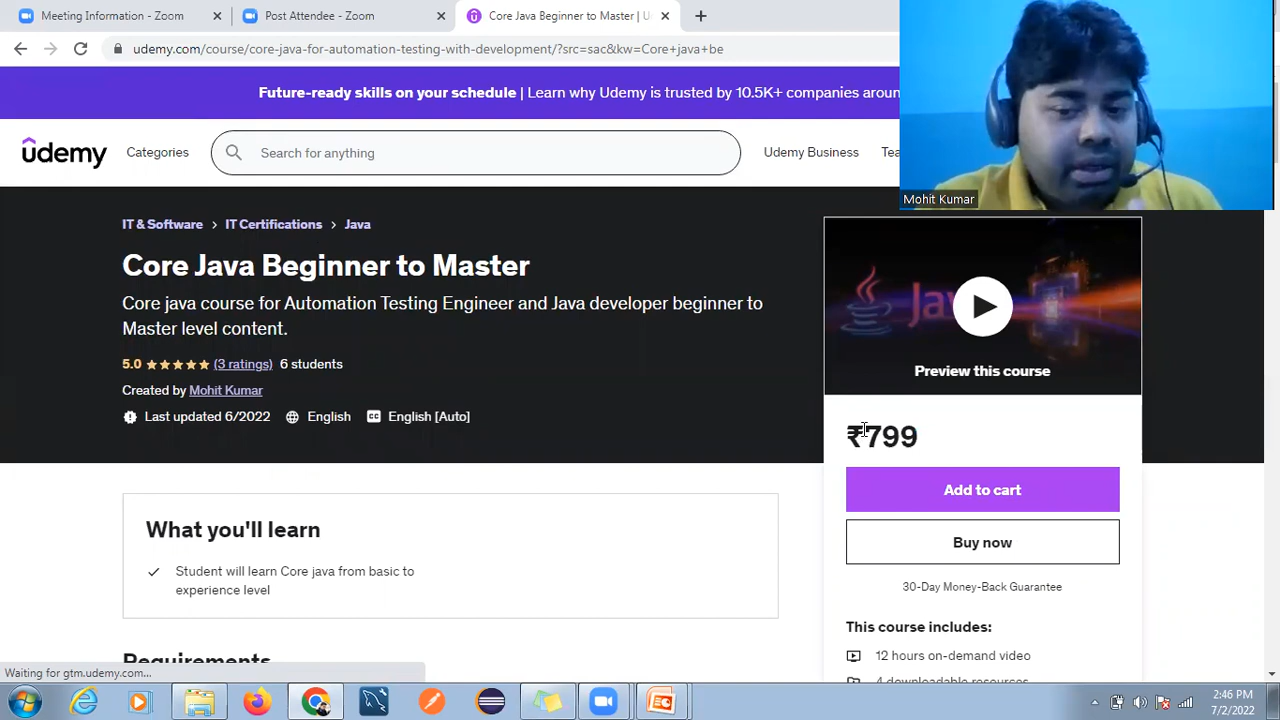 Meeting Information - Zoom
Post Attendee - Zoom
Core Java Beginner to Master | U
udemy.com/course/core-java-for-automation-testing-with-development/?src=sac&kw=Core+java+be
Future-ready skills on your schedule | Learn why Udemy is trusted by 10.5K+ companies aroun
udemy
Categories
Search for anything
Udemy Business
Tea
Mohit Kumar
IT & Software > IT Certifications > Java
Core Java Beginner to Master
Core java course for Automation Testing Engineer and Java developer beginner to
Master level content.
5.0 (3 ratings) 6 students
Created by Mohit Kumar
Last updated 6/2022 English English [Auto]
Jav
Preview this course
₹799
Add to cart
Buy now
30-Day Money-Back Guarantee
This course includes:
12 hours on-demand video
4 downloadable resources
What you'll learn
Student will learn Core java from basic to
experience level
Requirements
Waiting for gtm.udemy.com...
2:46 PM
7/2/2022